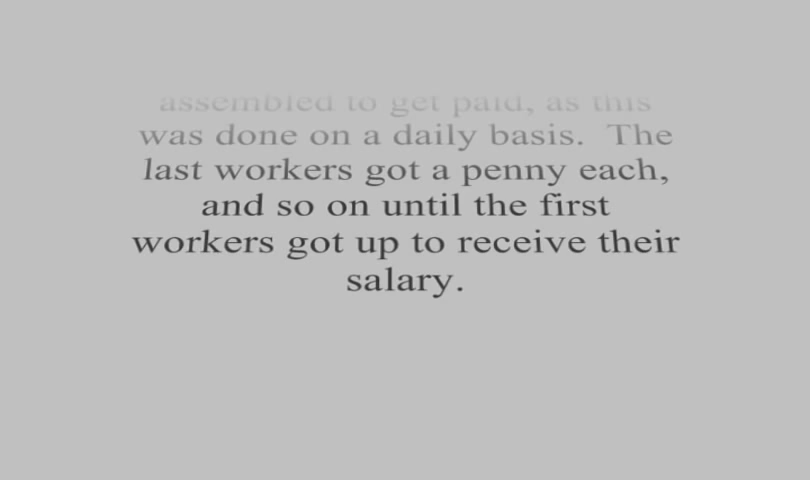 assembled to get paid, as this
was done on a daily basis.  The
last workers got a penny each,
and so on until the first
workers got up to receive their
salary.